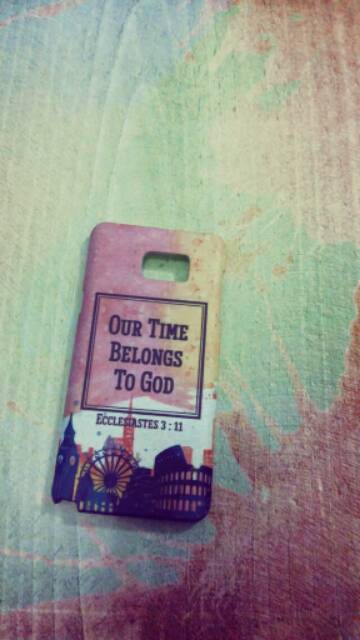 Our Time
Belongs
To God
Ecclesiastes 3 : 11